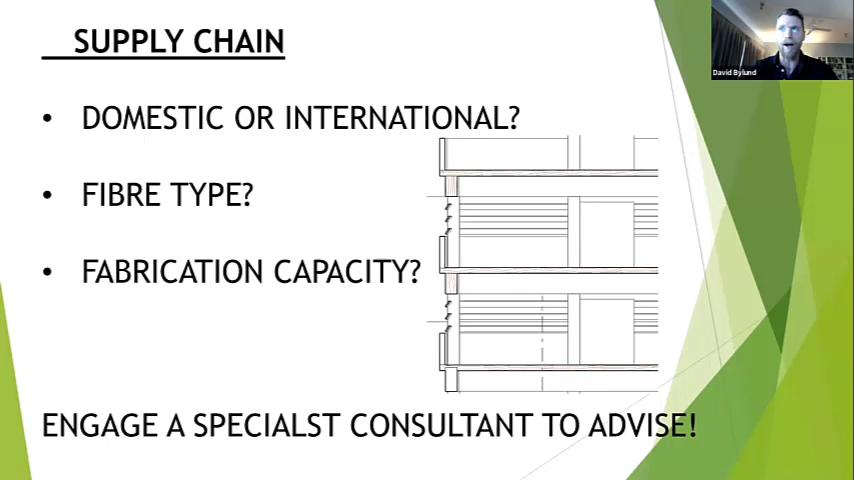 SUPPLY CHAIN
David Bylund
• DOMESTIC OR INTERNATIONAL?
• FIBRE TYPE?
• FABRICATION CAPACITY?
ENGAGE A SPECIALST CONSULTANT TO ADVISE!